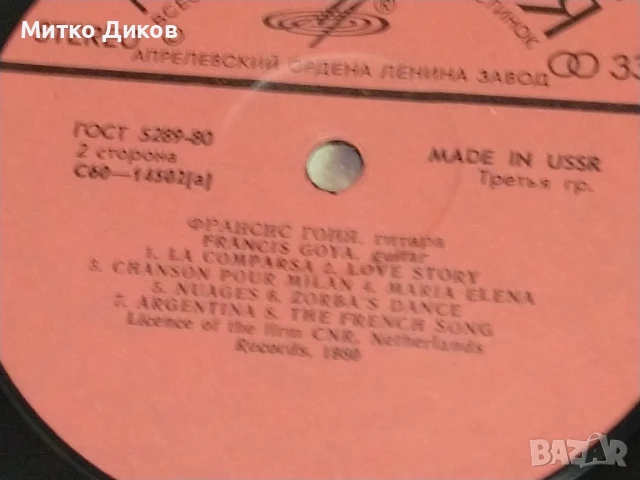 Митко Диков
STEREO
АПРЕЛЕВСКИЙ ОРДЕНА ЛЕНИНА ЗАВОД
33
ГОСТ 5289-80
2 сторона
С60—14502(а)
MADE IN USSR
Третья гр.
ФРАНСИС ГОЙЯ, гитара
FRANCIS GOYA, guitar
1. LA COMPARSA 2. LOVE STORY
3. CHANSON POUR MILAN 4. MARIA ELENA
5. NUAGES 6. ZORBA'S DANCE
7. ARGENTINA 8. THE FRENCH SONG
Licence of the firm CNR, Netherlands
Records, 1980
BAZAR